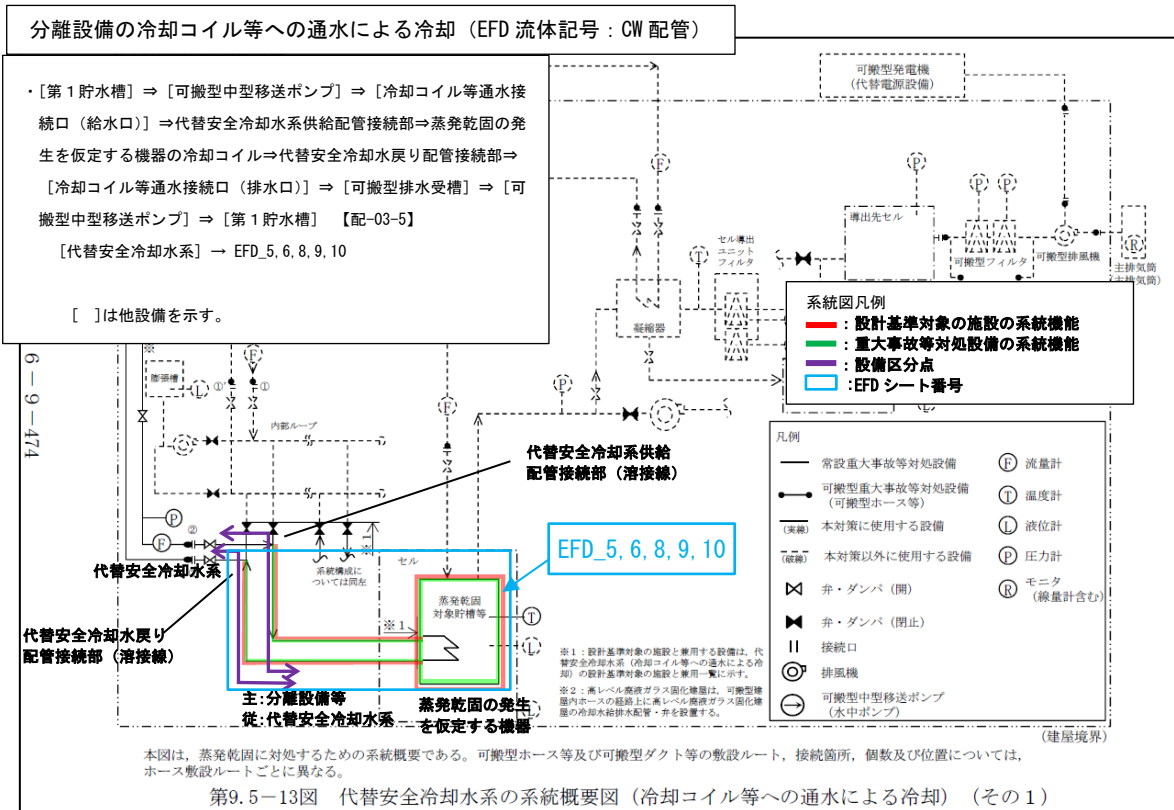 分離設備の冷却コイル等への通水による冷却（EFD 流体記号：CW 配管）
・[第１貯水槽] ⇒ [可搬型中型移送ポンプ] ⇒ [冷却コイル等通水接
続口（給水口）] ⇒代替安全冷却水系供給配管接続部⇒蒸発乾固の発
生を仮定する機器の冷却コイル⇒代替安全冷却水戻り配管接続部⇒
[冷却コイル等通水接続口（排水口）] ⇒ [可搬型排水受槽] ⇒ [可
搬型中型移送ポンプ] ⇒ [第１貯水槽] 【配-03-5】
[代替安全冷却水系] → EFD_5, 6, 8, 9, 10
[ ]は他設備を示す。
可搬型発電機
（代替電源設備）
F
P
P
P
導出先セル
セル導出
ユニット
フィルタ
F
T
可搬型フィルタ
可搬型排風機
R
主排気筒
(主排気筒)
凝縮器
系統図凡例
：設計基準対象の施設の系統機能
：重大事故等対処設備の系統機能
：設備区分点
：EFD シート番号
6－9－474
※
膨張槽
L
①'
F
①
F
P
内部ループ
代替安全冷却系供給
配管接続部（溶接線）
P
F
②
代替安全冷却水系
系統構成に
ついては同左
※1
セル
EFD_5, 6, 8, 9, 10
蒸発乾固
対象貯槽等
T
L
※1
代替安全冷却水戻り
配管接続部（溶接線）
主：分離設備等
従：代替安全冷却水系
蒸発乾固の発生
を仮定する機器
※１：設計基準対象の施設と兼用する設備は，代
替安全冷却水系（冷却コイル等への通水による冷
却）の設計基準対象の施設と兼用一覧に示す。
※２：高レベル廃液ガラス固化建屋は，可搬型建
屋内ホースの経路上に高レベル廃液ガラス固化建
屋の冷却水給排水配管・弁を設置する。
凡例
常設重大事故等対処設備
可搬型重大事故等対処設備
（可搬型ホース等）
(実線) 本対策に使用する設備
(破線) 本対策以外に使用する設備
弁・ダンパ（開）
弁・ダンパ（閉止）
接続口
排風機
可搬型中型移送ポンプ
（水中ポンプ）
F 流量計
T 温度計
L 液位計
P 圧力計
R モニタ
（線量計含む）
（建屋境界）
本図は，蒸発乾固に対処するための系統概要である。可搬型ホース等及び可搬型ダクト等の敷設ルート，接続箇所，個数及び位置については，
ホース敷設ルートごとに異なる。
第9.5－13図　代替安全冷却水系の系統概要図（冷却コイル等への通水による冷却）（その１）